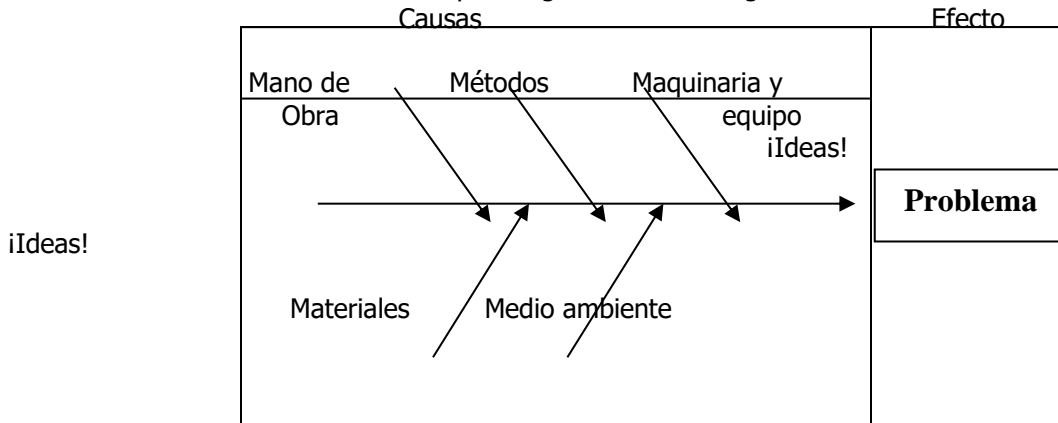 Causas Efecto
Mano de Métodos Maquinaria y
Obra equipo
¡Ideas!
Problema
¡Ideas!
Materiales Medio ambiente